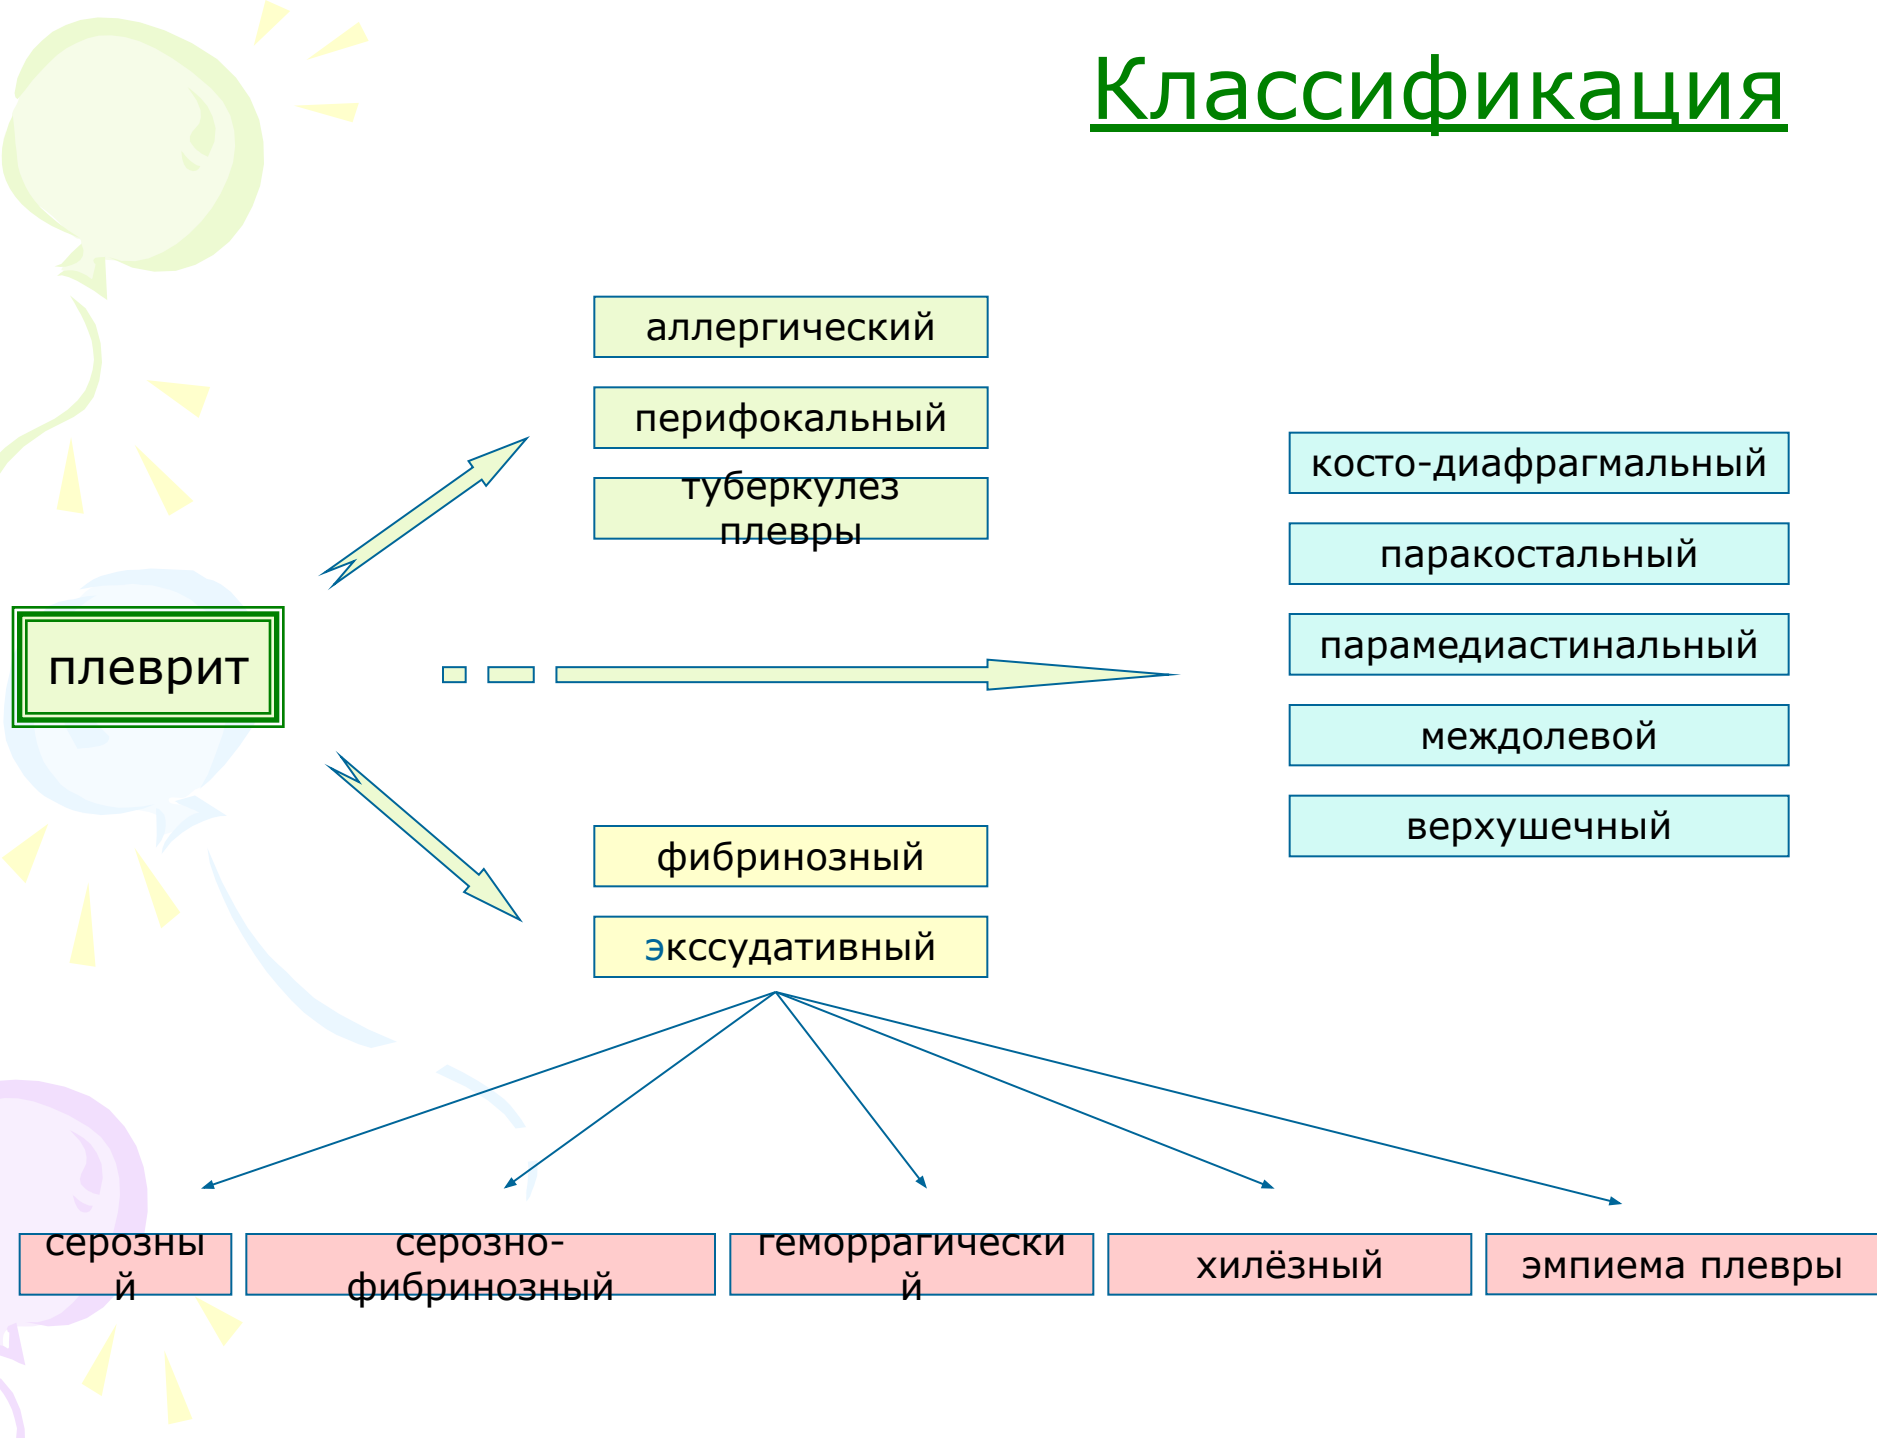 Классификация
аллергический
перифокальный
туберкулез
плевры
плеврит
косто-диафрагмальный
паракостальный
парамедиастинальный
междолевой
верхушечный
фибринозный
экссудативный
серозны
й
серозно-
фибринозный
геморрагически
й
хилёзный
эмпиема плевры